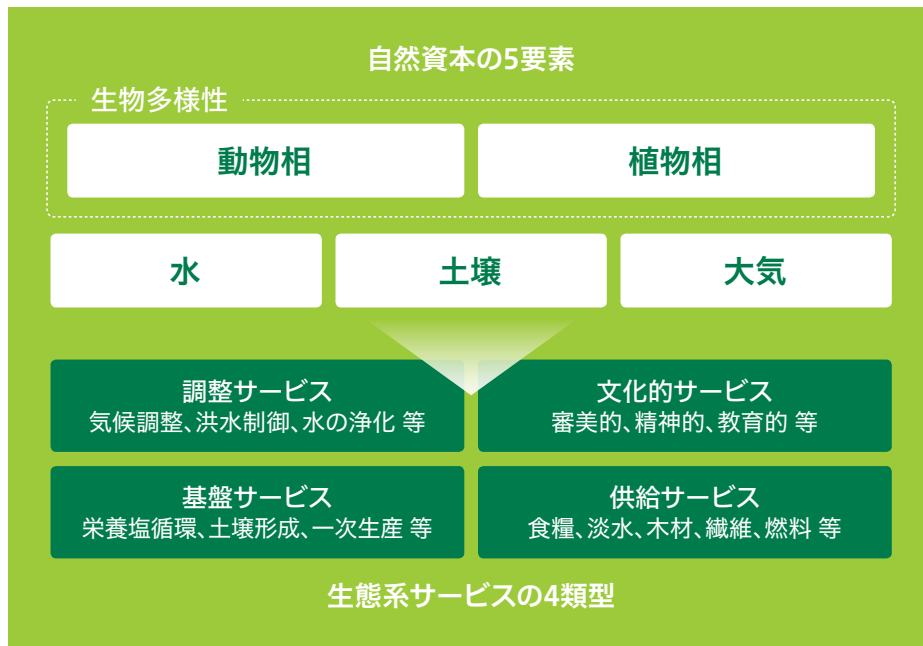 自然資本の5要素
生物多様性
動物相
植物相
水
土壌
大気
調整サービス
気候調整、洪水制御、水の浄化 等
文化的サービス
審美的、精神的、教育的 等
基盤サービス
栄養塩循環、土壌形成、一次生産 等
供給サービス
食糧、淡水、木材、繊維、燃料 等
生態系サービスの4類型